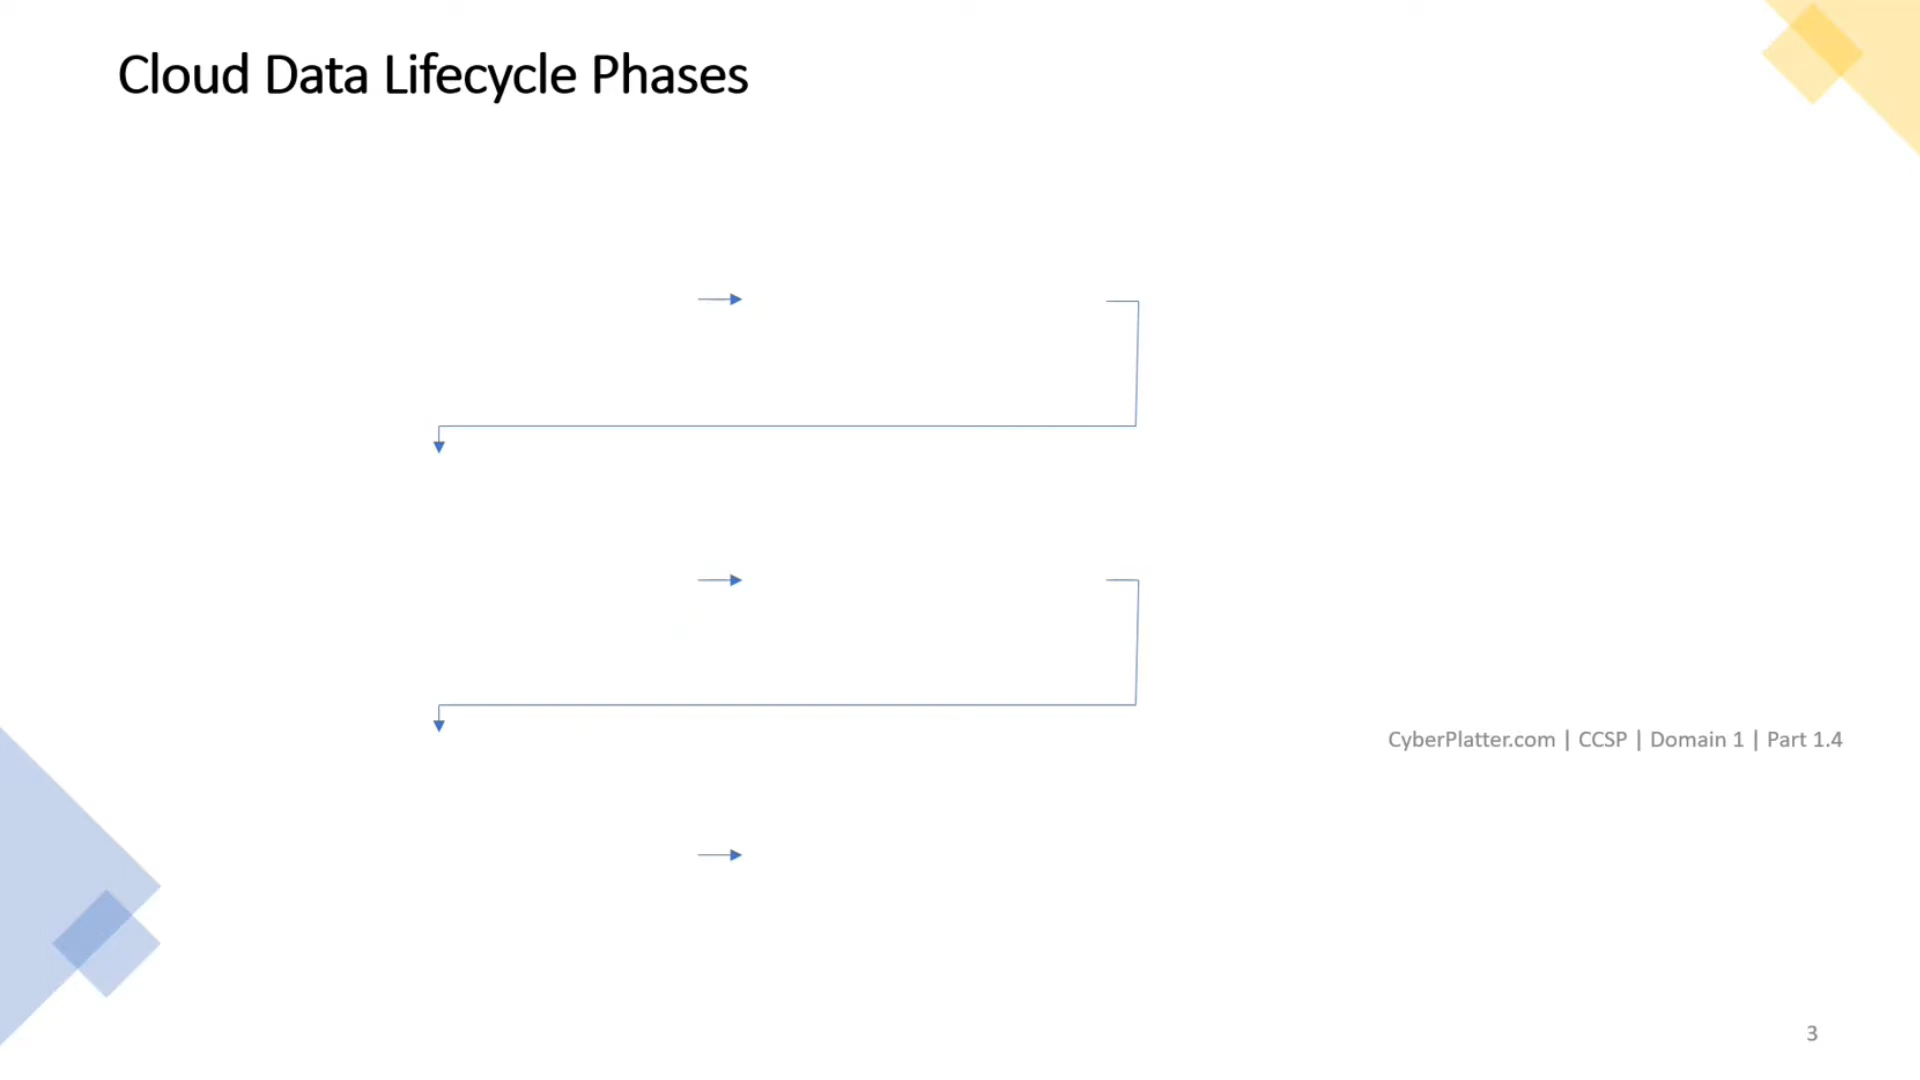 Cloud Data Lifecycle Phases
CyberPlatter.com | CCSP | Domain 1 | Part 1.4
3